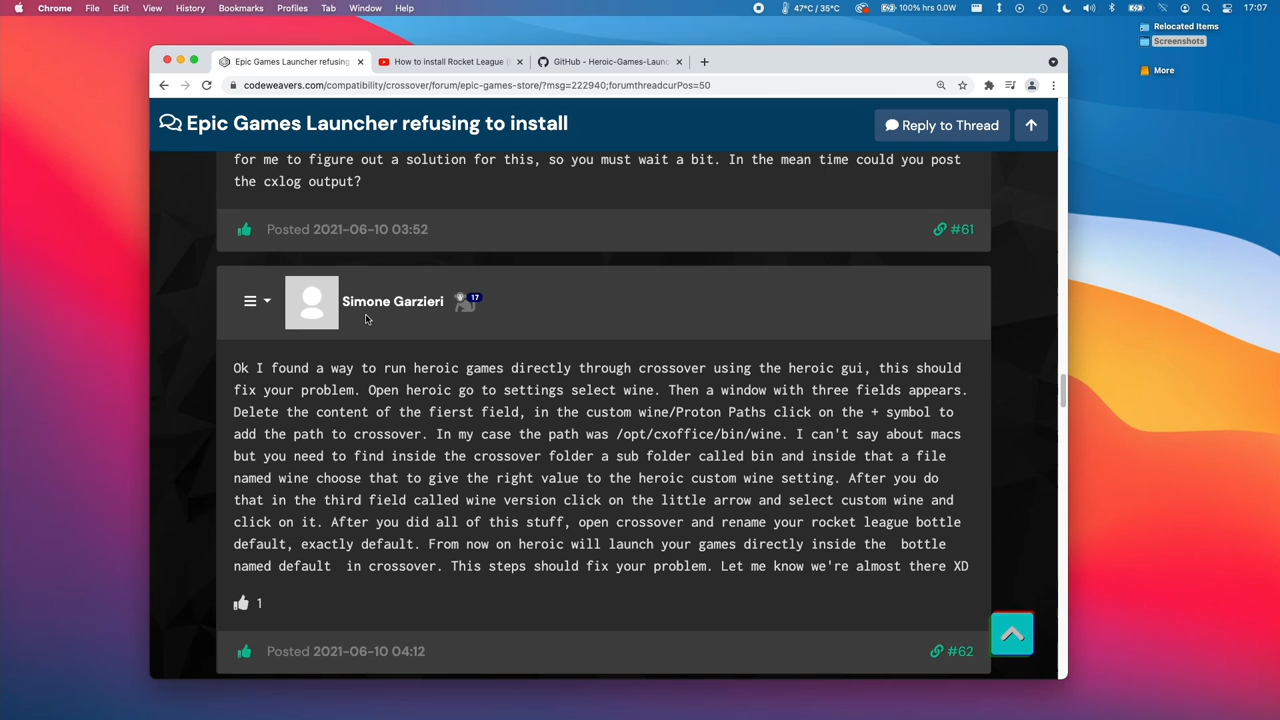 Chrome File Edit View History Bookmarks Profiles Tab Window Help 47°C / 35°C 100% hrs 0.0W 17:07
Relocated Items
Screenshots
More
Epic Games Launcher refusing How to install Rocket League ( GitHub - Heroic-Games-Launc
codeweavers.com/compatibility/crossover/forum/epic-games-store/?msg=222940;forumthreadcurPos=50
Epic Games Launcher refusing to install Reply to Thread
for me to figure out a solution for this, so you must wait a bit. In the mean time could you post
the cxlog output?
Posted 2021-06-10 03:52 #61
Simone Garzieri 17
Ok I found a way to run heroic games directly through crossover using the heroic gui, this should
fix your problem. Open heroic go to settings select wine. Then a window with three fields appears.
Delete the content of the fierst field, in the custom wine/Proton Paths click on the + symbol to
add the path to crossover. In my case the path was /opt/cxoffice/bin/wine. I can't say about macs
but you need to find inside the crossover folder a sub folder called bin and inside that a file
named wine choose that to give the right value to the heroic custom wine setting. After you do
that in the third field called wine version click on the little arrow and select custom wine and
click on it. After you did all of this stuff, open crossover and rename your rocket league bottle
default, exactly default. From now on heroic will launch your games directly inside the bottle
named default in crossover. This steps should fix your problem. Let me know we're almost there XD
1
Posted 2021-06-10 04:12 #62